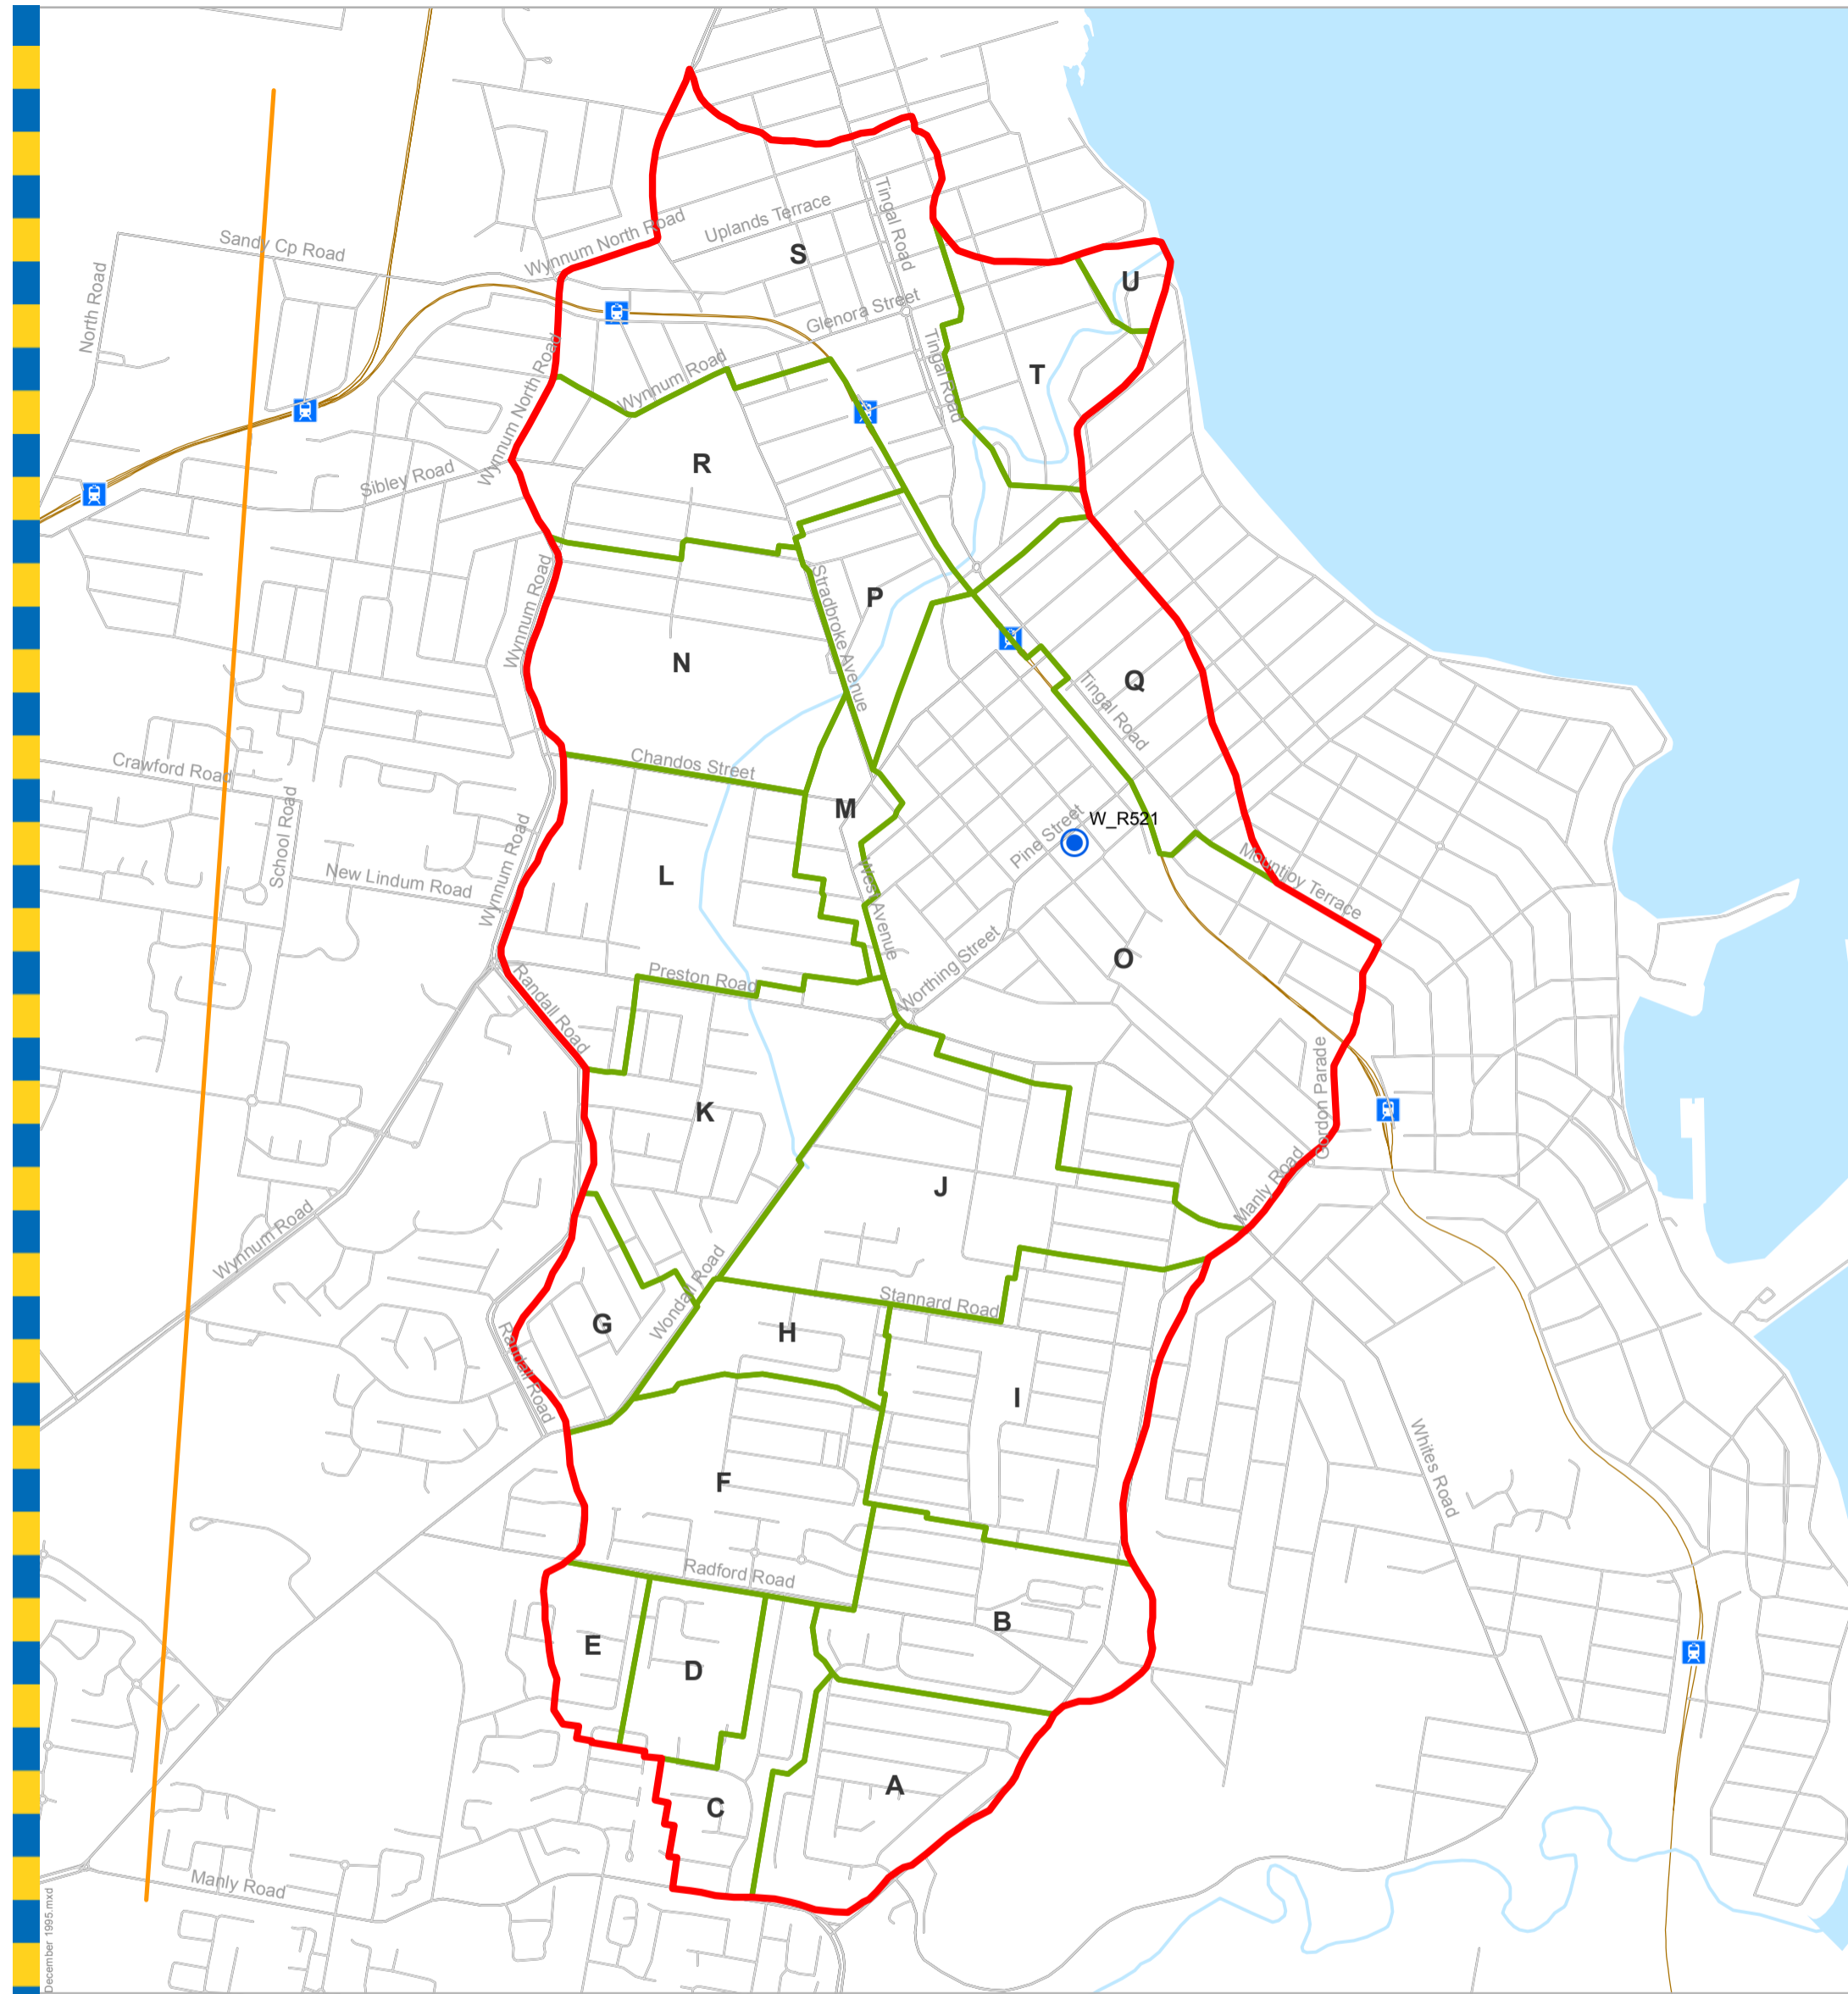 Sandy Cp Road
Wynnum North Road
Uplands Terrace
Tingal Road
S
U
North Road
Glenora Street
Wynnum North Road
Wynnum Road
Tingal Road
T
R
Sibley Road
Wynnum Road
Stradbroke Avenue
P
N
Q
Tingal Road
Crawford Road
Chandos Street
School Road
M
W_R521
Pine Street
Mountjoy Terrace
New Lindum Road
Wynnum Road
L
West Avenue
Worthing Street
O
Randall Road
Preston Road
Gordon Parade
K
Manly Road
J
Wynnum Road
Wondall Road
Stannard Road
G
H
Randall Road
I
Whites Road
F
Radford Road
B
E
D
A
C
Manly Road
December 1995.mxd